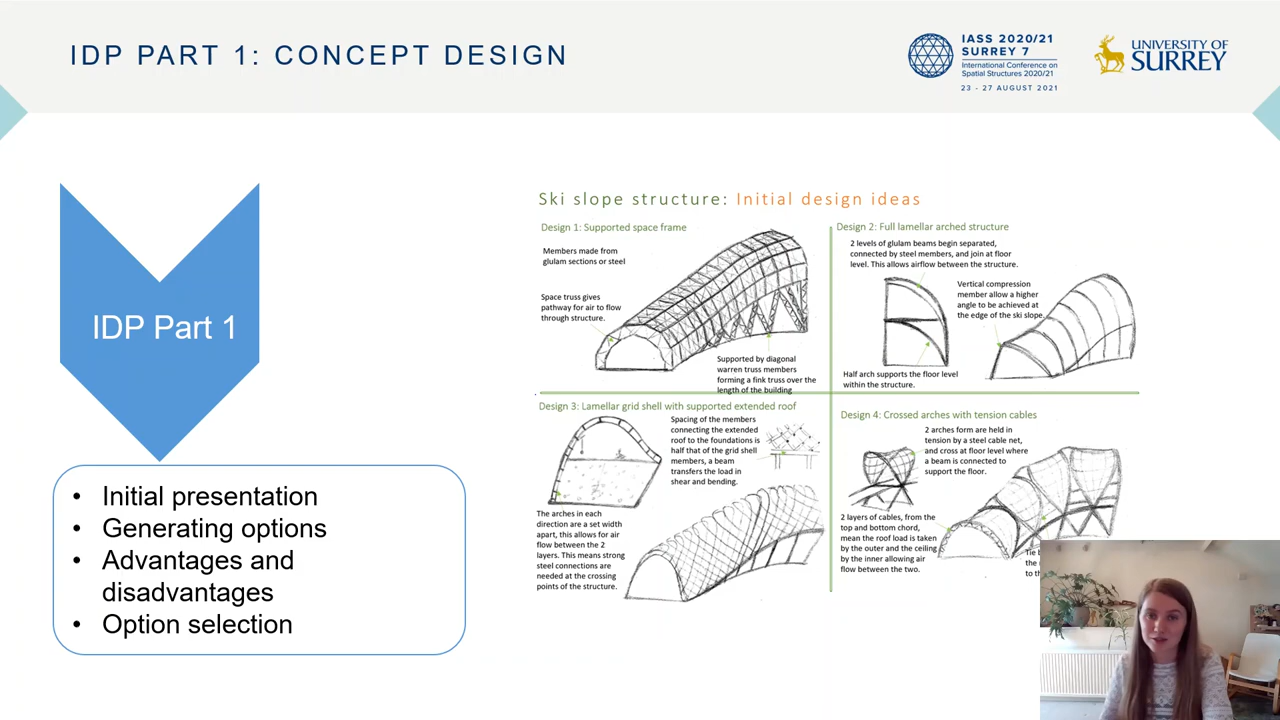 IDP PART 1: CONCEPT DESIGN
IASS 2020/21
SURREY 7
International Conference on
Spatial Structures 2020/21
23 - 27 AUGUST 2021
UNIVERSITY OF
SURREY
IDP Part 1
• Initial presentation
• Generating options
• Advantages and
disadvantages
• Option selection
Ski slope structure: Initial design ideas
Design 1: Supported space frame
Members made from
glulam sections or steel
Space truss gives
pathway for air to flow
through structure.
Supported by diagonal
warren truss members
forming a fink truss over the
length of the building
Design 2: Full lamellar arched structure
2 levels of glulam beams begin separated,
connected by steel members, and join at floor
level. This allows airflow between the structure.
Vertical compression
member allow a higher
angle to be achieved at
the edge of the ski slope.
Half arch supports the floor level
within the structure.
Design 3: Lamellar grid shell with supported extended roof
Spacing of the members
connecting the extended
roof to the foundations is
half that of the grid shell
members, a beam
transfers the load in
shear and bending.
The arches in each
direction are a set width
apart, this allows for air
flow between the 2
layers. This means strong
steel connections are
needed at the crossing
points of the structure.
Design 4: Crossed arches with tension cables
2 arches form are held in
tension by a steel cable net,
and cross at floor level where
a beam is connected to
support the floor.
2 layers of cables, from the
top and bottom chord,
mean the roof load is taken
by the outer and the ceiling
by the inner allowing air
flow between the two.
Tie
the
to th